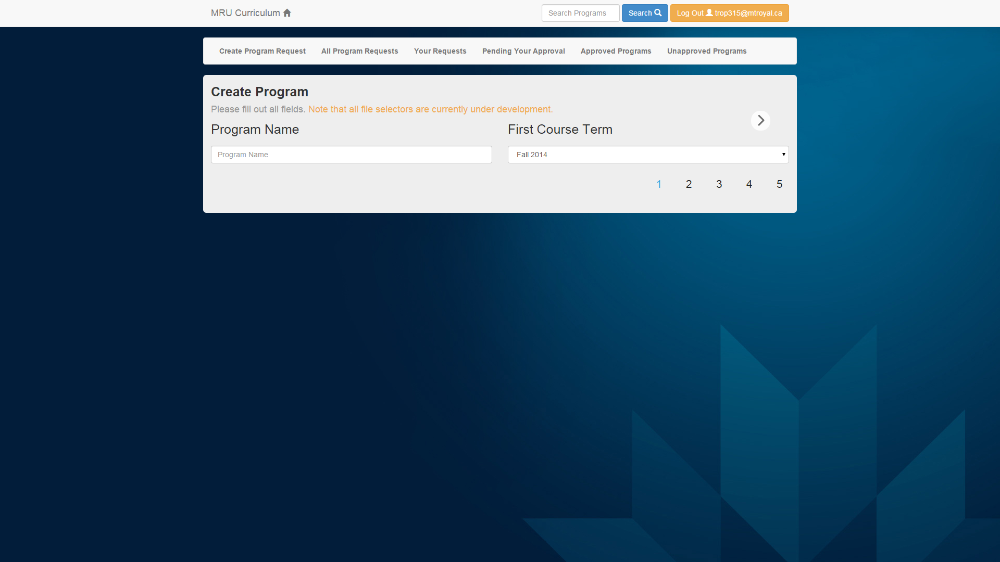 MRU Curriculum
Search Programs
Search
Log Out trop315@mtroyal.ca
Create Program Request
All Program Requests
Your Requests
Pending Your Approval
Approved Programs
Unapproved Programs
Create Program
Please fill out all fields. Note that all file selectors are currently under development.
Program Name
First Course Term
Program Name
Fall 2014
1 2 3 4 5